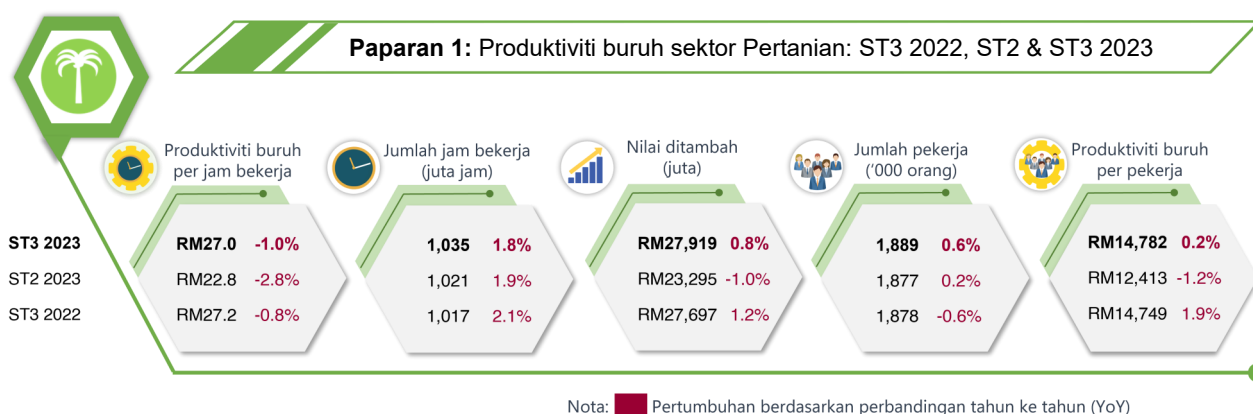 Paparan 1: Produktiviti buruh sektor Pertanian: ST3 2022, ST2 & ST3 2023
Produktiviti buruh
per jam bekerja
Jumlah jam bekerja
(juta jam)
Nilai ditambah
(juta)
Jumlah pekerja
('000 orang)
Produktiviti buruh
per pekerja
ST3 2023 RM27.0 -1.0% 1,035 1.8% RM27,919 0.8% 1,889 0.6% RM14,782 0.2%
ST2 2023 RM22.8 -2.8% 1,021 1.9% RM23,295 -1.0% 1,877 0.2% RM12,413 -1.2%
ST3 2022 RM27.2 -0.8% 1,017 2.1% RM27,697 1.2% 1,878 -0.6% RM14,749 1.9%
Nota: Pertumbuhan berdasarkan perbandingan tahun ke tahun (YoY)